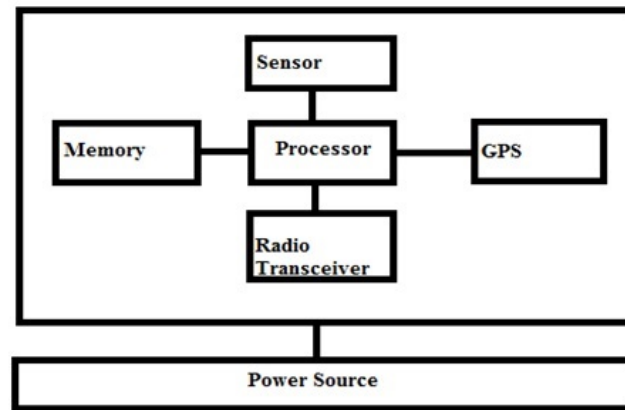 Sensor
Memory
Processor
GPS
Radio
Transceiver
Power Source